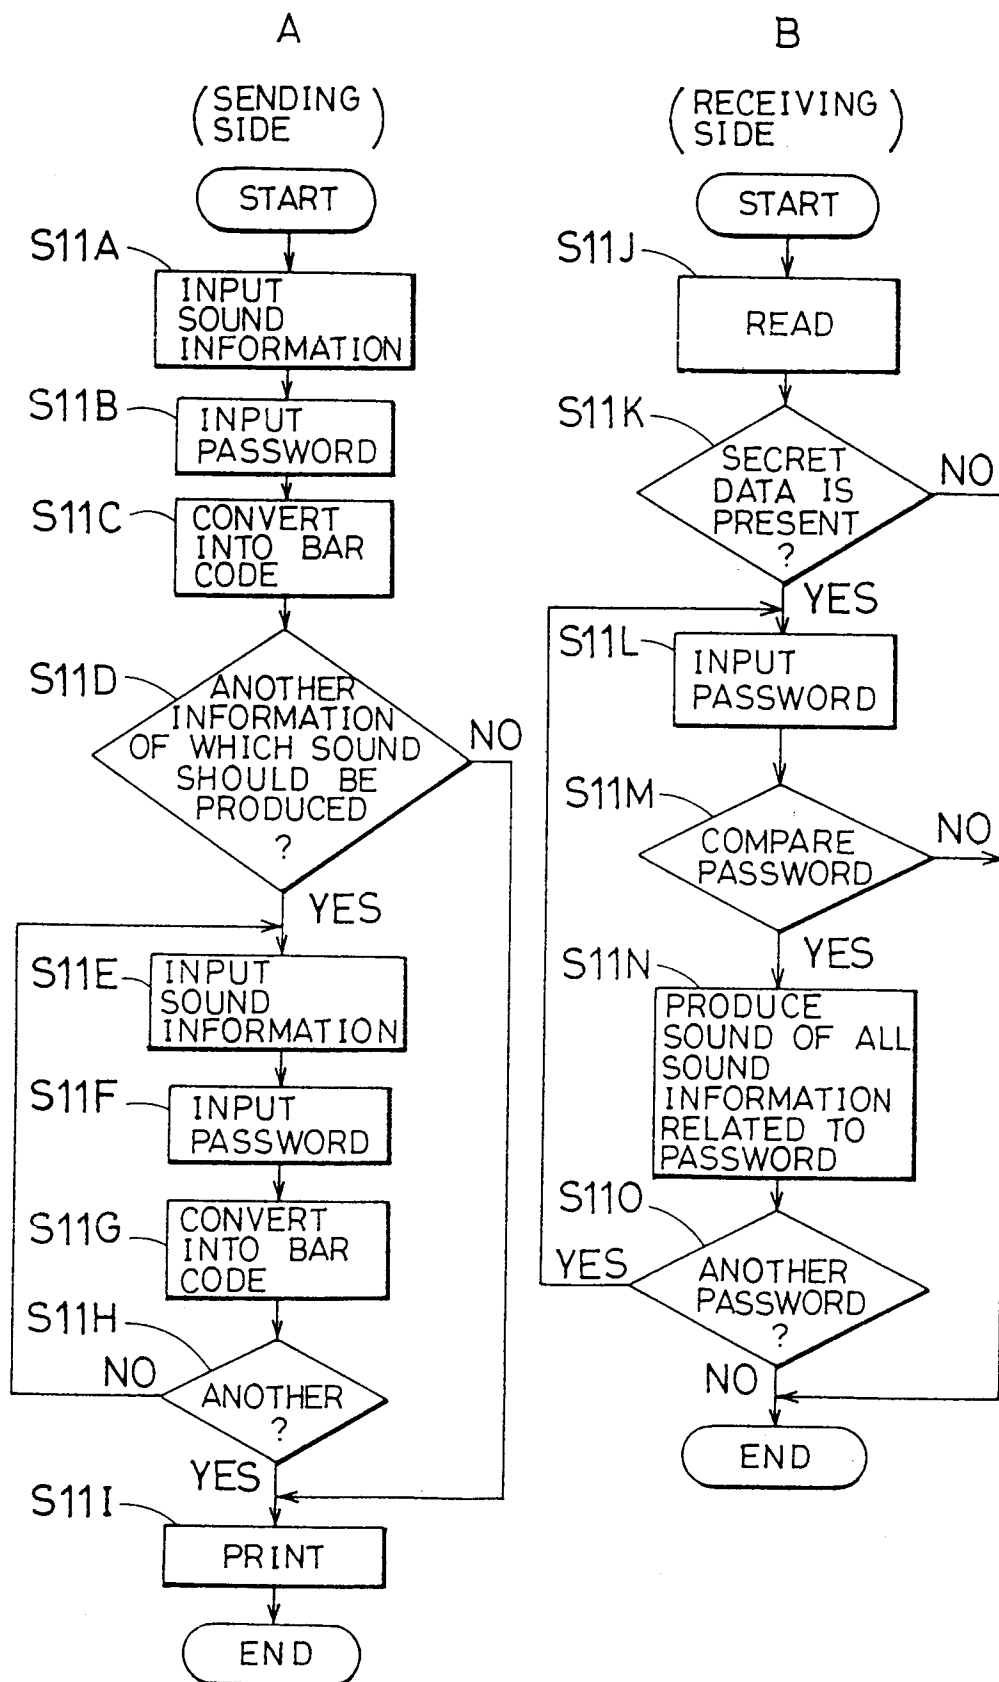 A
(SENDING
SIDE)
START
S11A
INPUT
SOUND
INFORMATION
S11B
INPUT
PASSWORD
S11C
CONVERT
INTO BAR
CODE
S11D
ANOTHER
INFORMATION
OF WHICH SOUND
SHOULD BE
PRODUCED
?
NO
YES
S11E
INPUT
SOUND
INFORMATION
S11F
INPUT
PASSWORD
S11G
CONVERT
INTO BAR
CODE
S11H
NO
ANOTHER
?
YES
S11I
PRINT
END
B
(RECEIVING
SIDE)
START
S11J
READ
S11K
SECRET
DATA IS
PRESENT
?
NO
YES
S11L
INPUT
PASSWORD
S11M
COMPARE
PASSWORD
NO
YES
S11N
PRODUCE
SOUND OF ALL
SOUND
INFORMATION
RELATED TO
PASSWORD
S11O
YES
ANOTHER
PASSWORD
?
NO
END